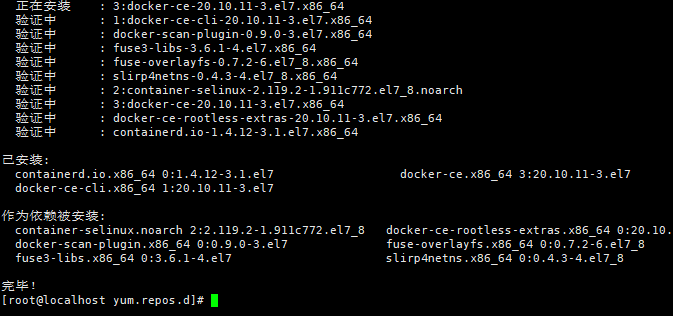 正在安装    : 3:docker-ce-20.10.11-3.el7.x86_64
验证中      : 1:docker-ce-cli-20.10.11-3.el7.x86_64
验证中      : docker-scan-plugin-0.9.0-3.el7.x86_64
验证中      : fuse3-libs-3.6.1-4.el7.x86_64
验证中      : fuse-overlayfs-0.7.2-6.el7_8.x86_64
验证中      : slirp4netns-0.4.3-4.el7_8.x86_64
验证中      : 2:container-selinux-2.119.2-1.911c772.el7_8.noarch
验证中      : 3:docker-ce-20.10.11-3.el7.x86_64
验证中      : docker-ce-rootless-extras-20.10.11-3.el7.x86_64
验证中      : containerd.io-1.4.12-3.1.el7.x86_64
已安装:
containerd.io.x86_64 0:1.4.12-3.1.el7    docker-ce.x86_64 3:20.10.11-3.el7
docker-ce-cli.x86_64 1:20.10.11-3.el7
作为依赖被安装:
container-selinux.noarch 2:2.119.2-1.911c772.el7_8    docker-ce-rootless-extras.x86_64 0:20.10.
docker-scan-plugin.x86_64 0:0.9.0-3.el7    fuse-overlayfs.x86_64 0:0.7.2-6.el7_8
fuse3-libs.x86_64 0:3.6.1-4.el7    slirp4netns.x86_64 0:0.4.3-4.el7_8
完毕！
[root@localhost yum.repos.d]#